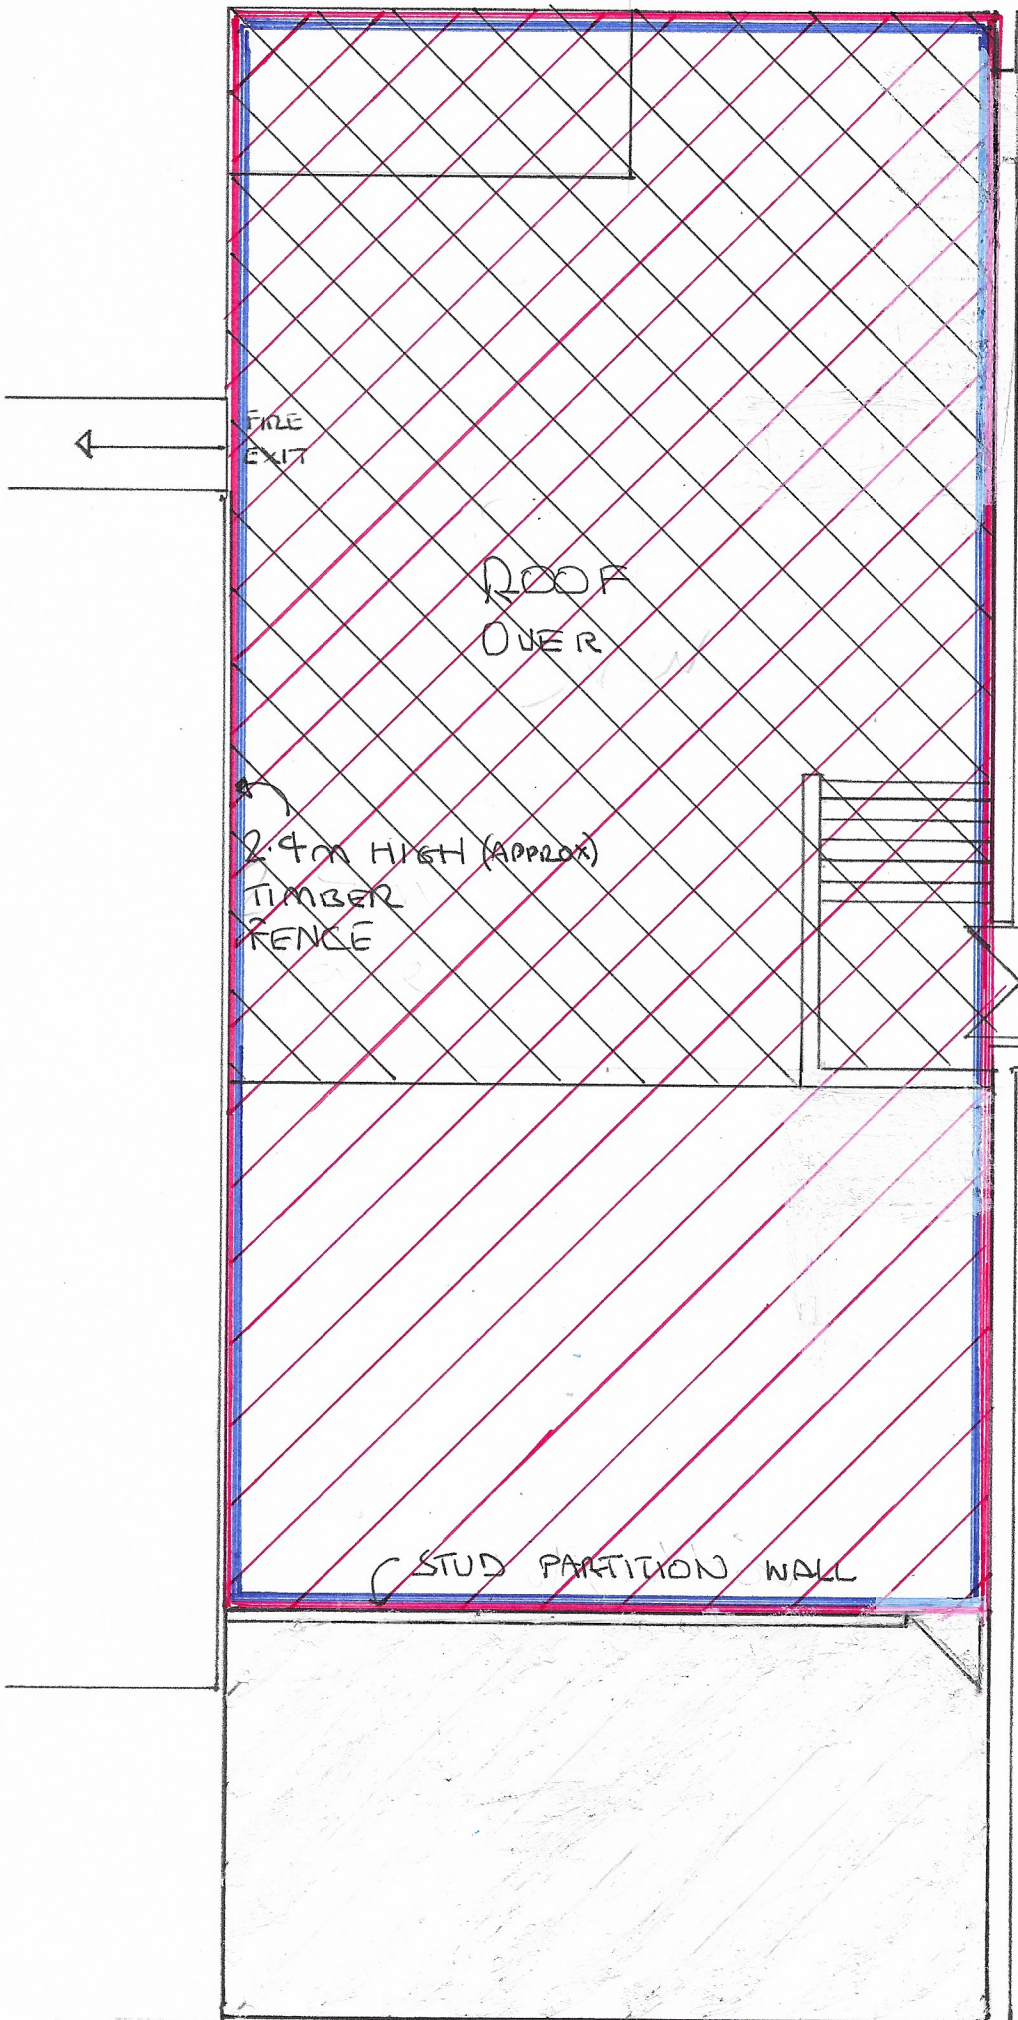 FIRE
EXIT
ROOF
OVER
2.4m HIGH (APPROX)
TIMBER
FENCE
STUD PARTITION WALL